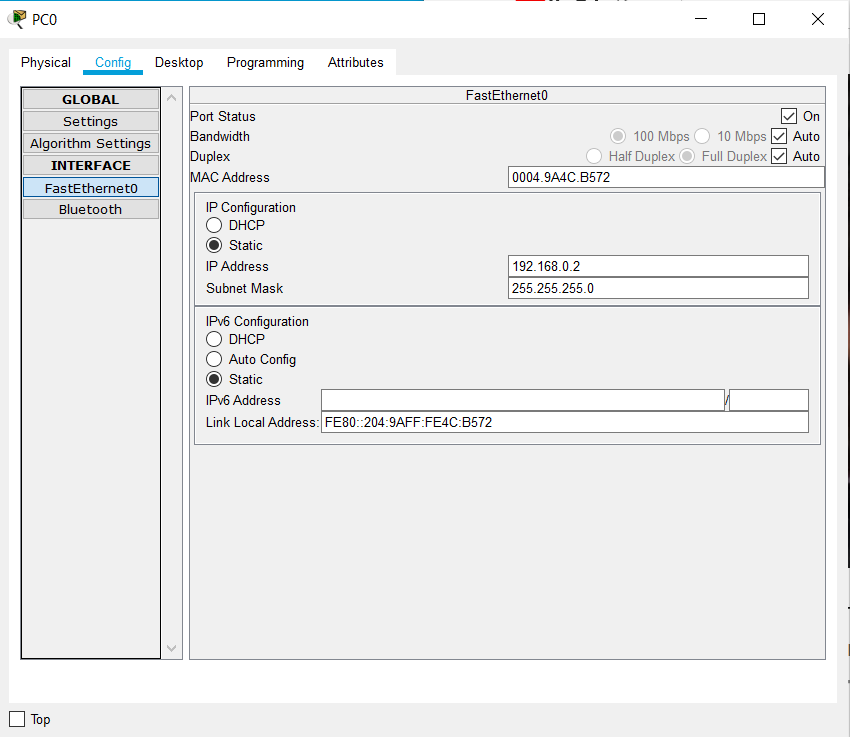 PC0
Physical Config Desktop Programming Attributes
GLOBAL
Settings
Algorithm Settings
INTERFACE
FastEthernet0
Bluetooth
FastEthernet0
Port Status On
Bandwidth 100 Mbps 10 Mbps Auto
Duplex Half Duplex Full Duplex Auto
MAC Address 0004.9A4C.B572
IP Configuration
DHCP
Static
IP Address 192.168.0.2
Subnet Mask 255.255.255.0
IPv6 Configuration
DHCP
Auto Config
Static
IPv6 Address /
Link Local Address: FE80::204:9AFF:FE4C:B572
Top